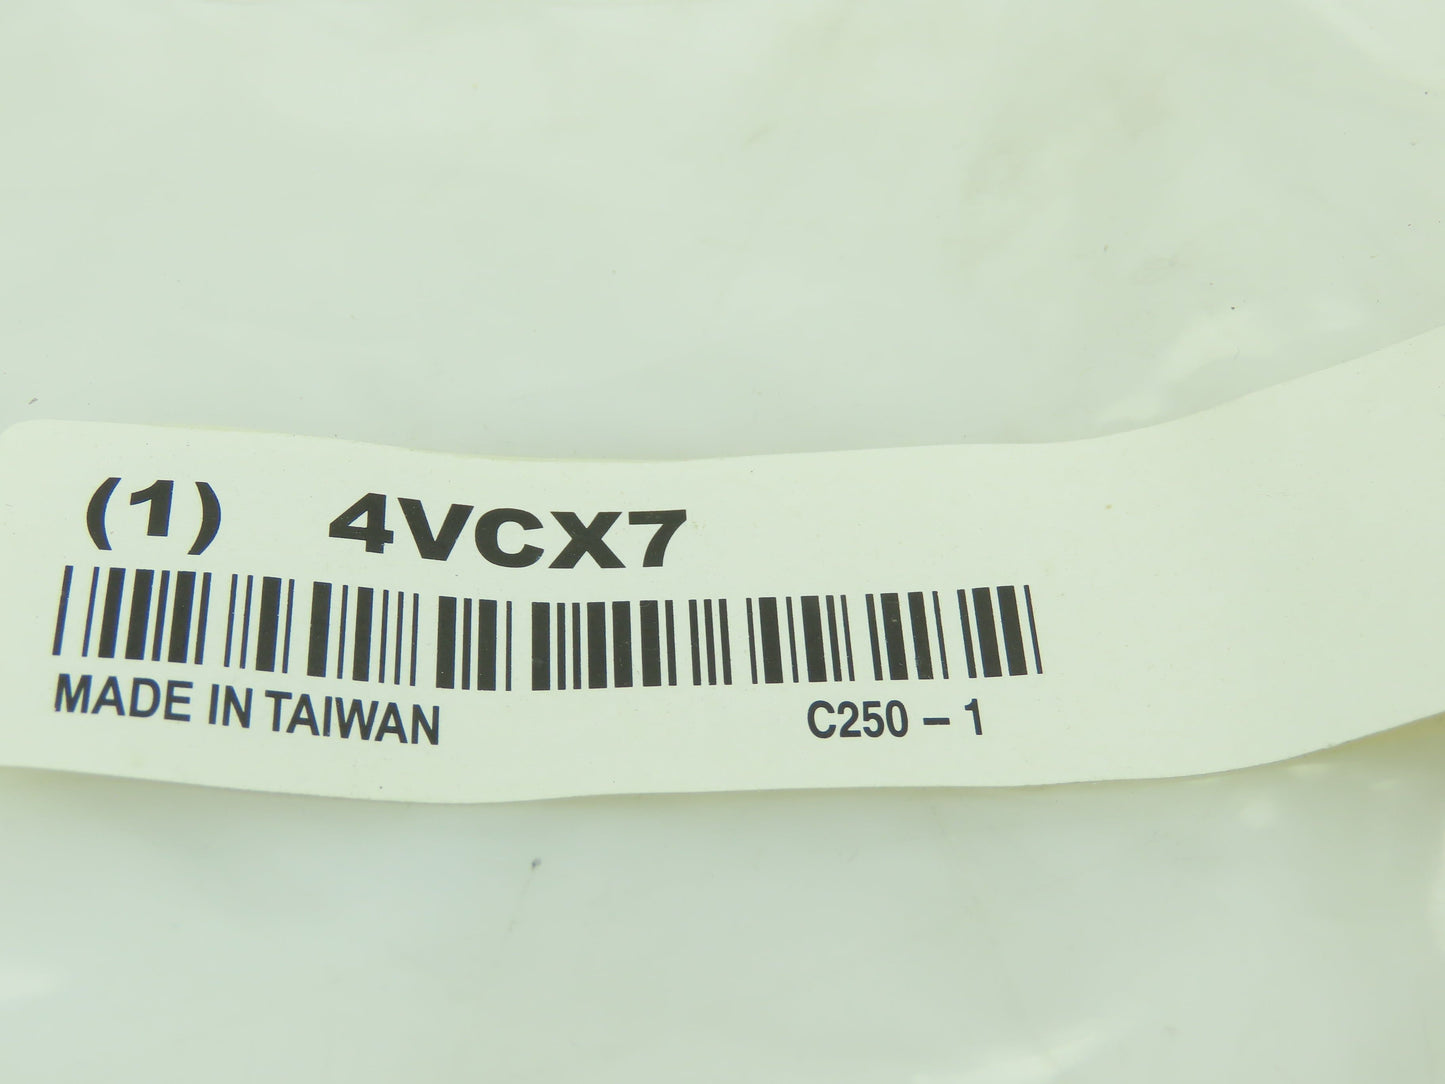 (1) 4VCX7
MADE IN TAIWAN C250 – 1